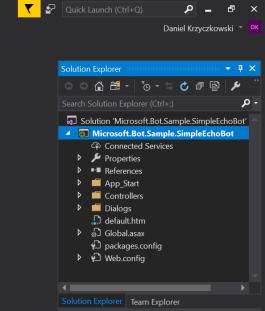 Quick Launch (Ctrl+Q)
Daniel Krzyczkowski
DK
Solution Explorer
Search Solution Explorer (Ctrl+;)
Solution 'Microsoft.Bot.Sample.SimpleEchoBot'
Microsoft.Bot.Sample.SimpleEchoBot
Connected Services
Properties
References
App_Start
Controllers
Dialogs
default.htm
Global.asax
packages.config
Web.config
Solution Explorer Team Explorer